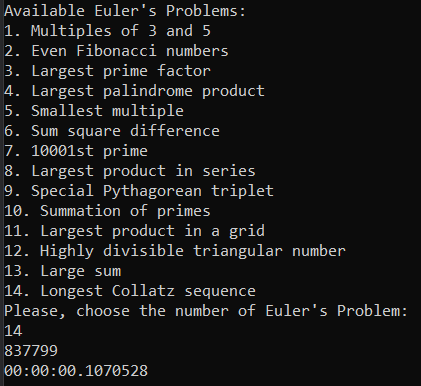 Available Euler's Problems:
1. Multiples of 3 and 5
2. Even Fibonacci numbers
3. Largest prime factor
4. Largest palindrome product
5. Smallest multiple
6. Sum square difference
7. 10001st prime
8. Largest product in series
9. Special Pythagorean triplet
10. Summation of primes
11. Largest product in a grid
12. Highly divisible triangular number
13. Large sum
14. Longest Collatz sequence
Please, choose the number of Euler's Problem:
14
837799
00:00:00.1070528